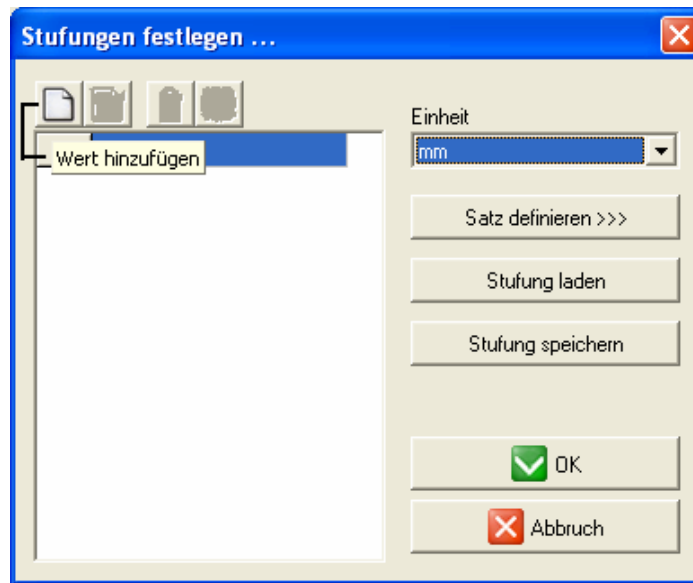 Stufungen festlegen ...
Einheit
Wert hinzufügen
mm
Satz definieren >>>
Stufung laden
Stufung speichern
OK
Abbruch